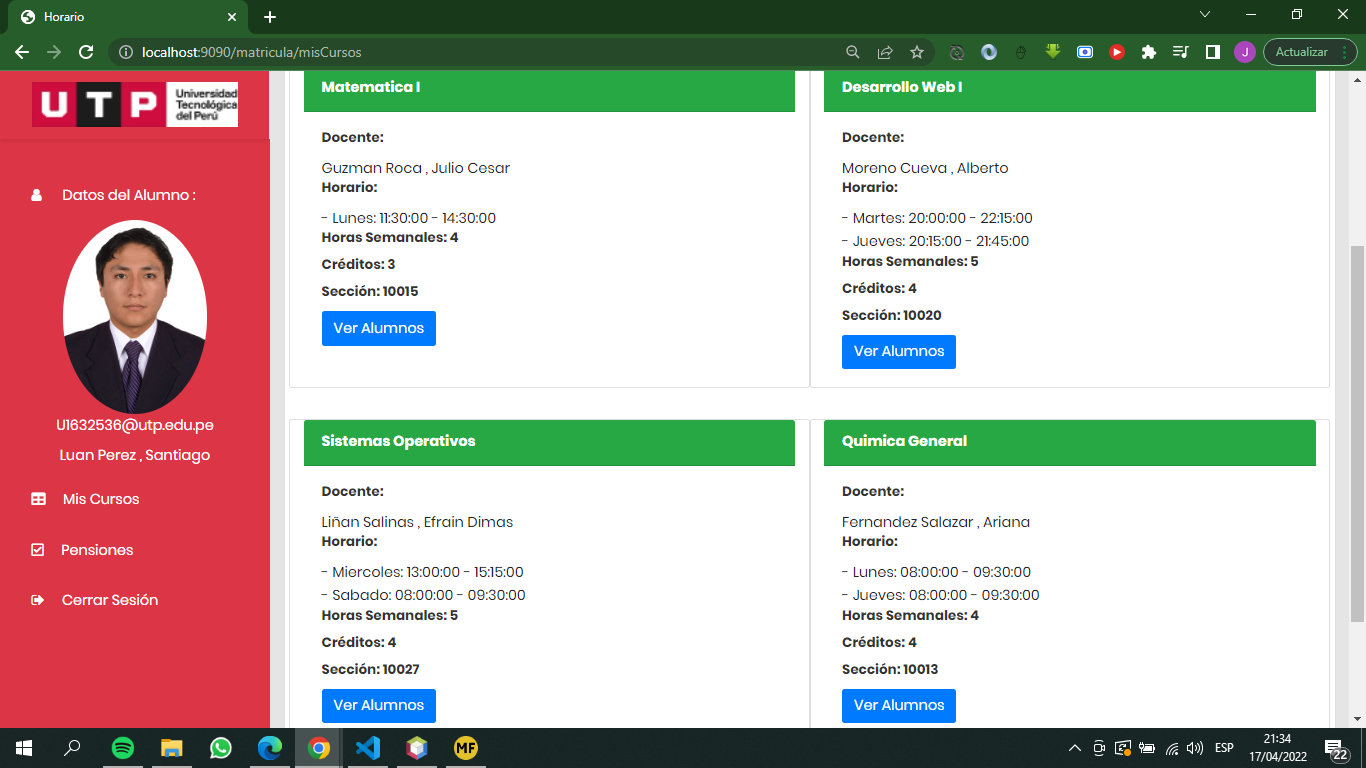 Horario
localhost:9090/matricula/misCursos
J
Actualizar
UTP
Universidad
Tecnológica
del Perú
Datos del Alumno :
U1632536@utp.edu.pe
Luan Perez , Santiago
Mis Cursos
Pensiones
Cerrar Sesión
Matematica I
Docente:
Guzman Roca , Julio Cesar
Horario:
- Lunes: 11:30:00 - 14:30:00
Horas Semanales: 4
Créditos: 3
Sección: 10015
Ver Alumnos
Desarrollo Web I
Docente:
Moreno Cueva , Alberto
Horario:
- Martes: 20:00:00 - 22:15:00
- Jueves: 20:15:00 - 21:45:00
Horas Semanales: 5
Créditos: 4
Sección: 10020
Ver Alumnos
Sistemas Operativos
Docente:
Liñan Salinas , Efrain Dimas
Horario:
- Miercoles: 13:00:00 - 15:15:00
- Sabado: 08:00:00 - 09:30:00
Horas Semanales: 5
Créditos: 4
Sección: 10027
Ver Alumnos
Quimica General
Docente:
Fernandez Salazar , Ariana
Horario:
- Lunes: 08:00:00 - 09:30:00
- Jueves: 08:00:00 - 09:30:00
Horas Semanales: 4
Créditos: 4
Sección: 10013
Ver Alumnos
MF
ESP
21:34
17/04/2022
22